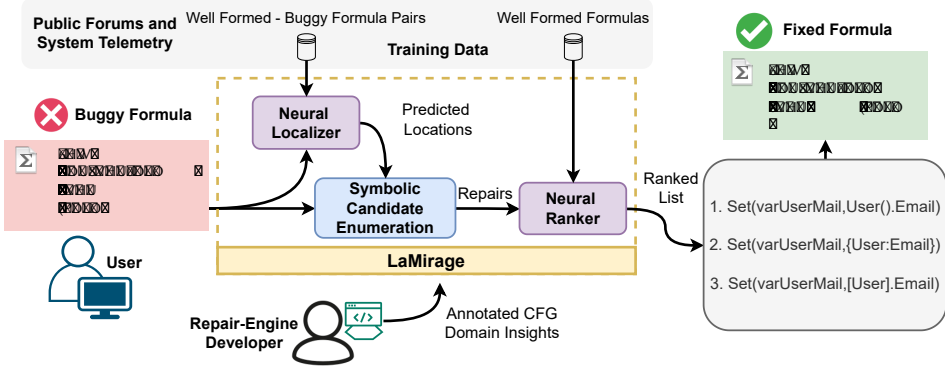 Public Forums and
System Telemetry
Well Formed - Buggy Formula Pairs
Well Formed Formulas
Training Data
Fixed Formula
Σ
Buggy Formula
Σ
Neural
Localizer
Predicted
Locations
Symbolic
Candidate
Enumeration
Repairs
Neural
Ranker
Ranked
List
1. Set(varUserMail,User().Email)
2. Set(varUserMail,{User:Email})
3. Set(varUserMail,[User].Email)
User
LaMirage
</>
Repair-Engine
Developer
Annotated CFG
Domain Insights